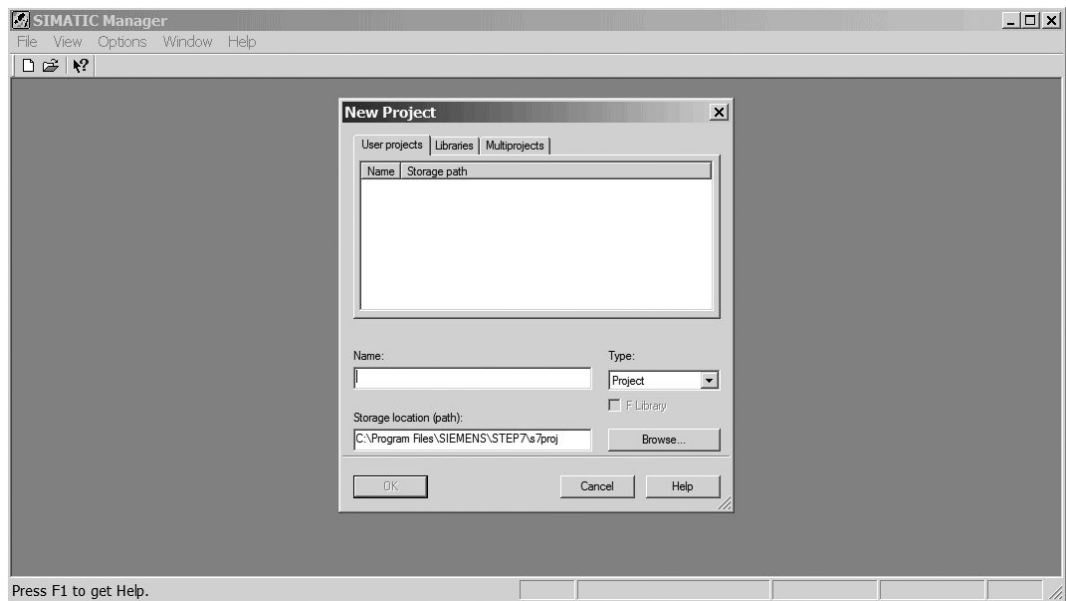 SIMATIC Manager
File View Options Window Help
New Project
User projects Libraries Multiprojects
Name Storage path
Name:
Type:
Project
F Library
Storage location (path):
C:\Program Files\SIEMENS\STEP7\s7proj
Browse...
OK Cancel Help
Press F1 to get Help.